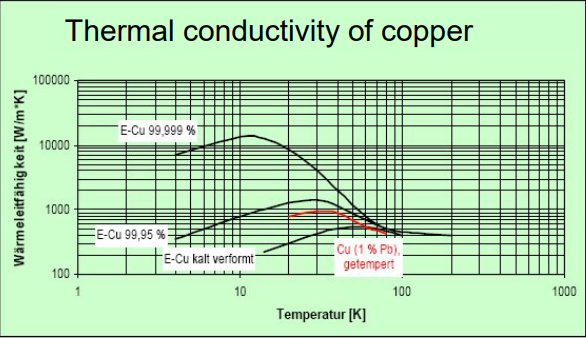 Thermal conductivity of copper
Wärmeleitfähigkeit [W/m*K]
100000
10000
1000
100
E-Cu 99,999 %
E-Cu 99,95 %
E-Cu kalt verformt
Cu (1 % Pb),
getempert
1
10
100
1000
Temperatur [K]